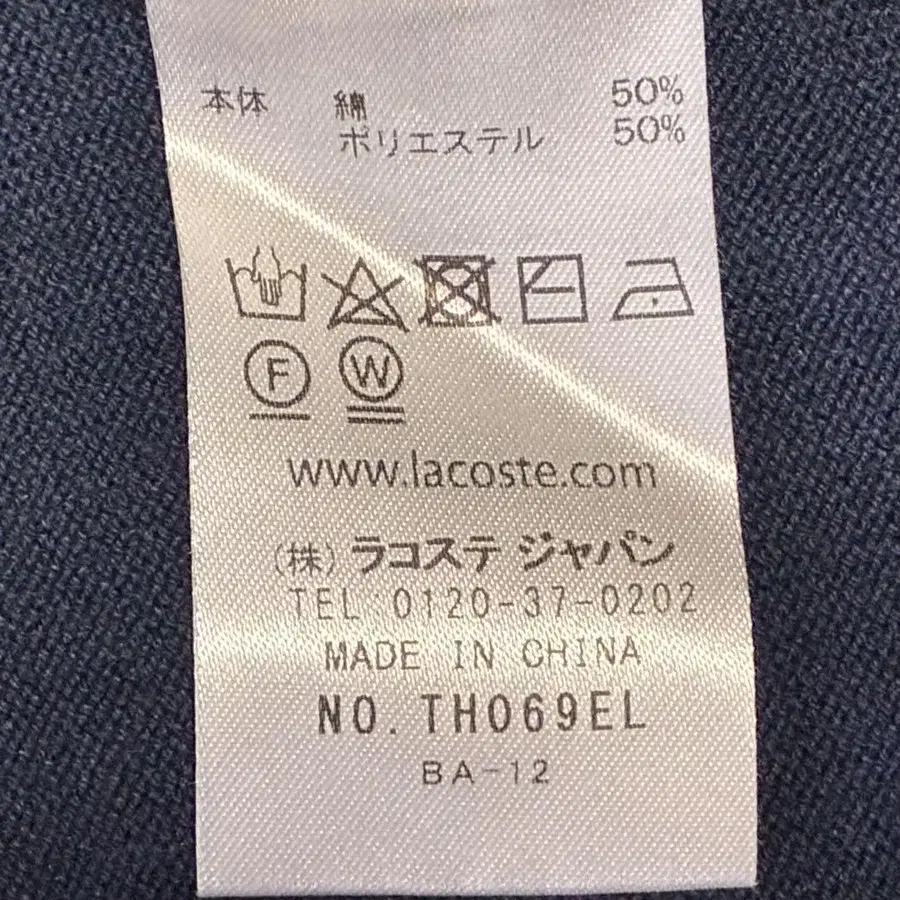 本体 綿 50%
ポリエステル 50%
F W
www.lacoste.com
(株) ラコステ ジャパン
TEL 0120-37-0202
MADE IN CHINA
NO. TH069EL
BA-12